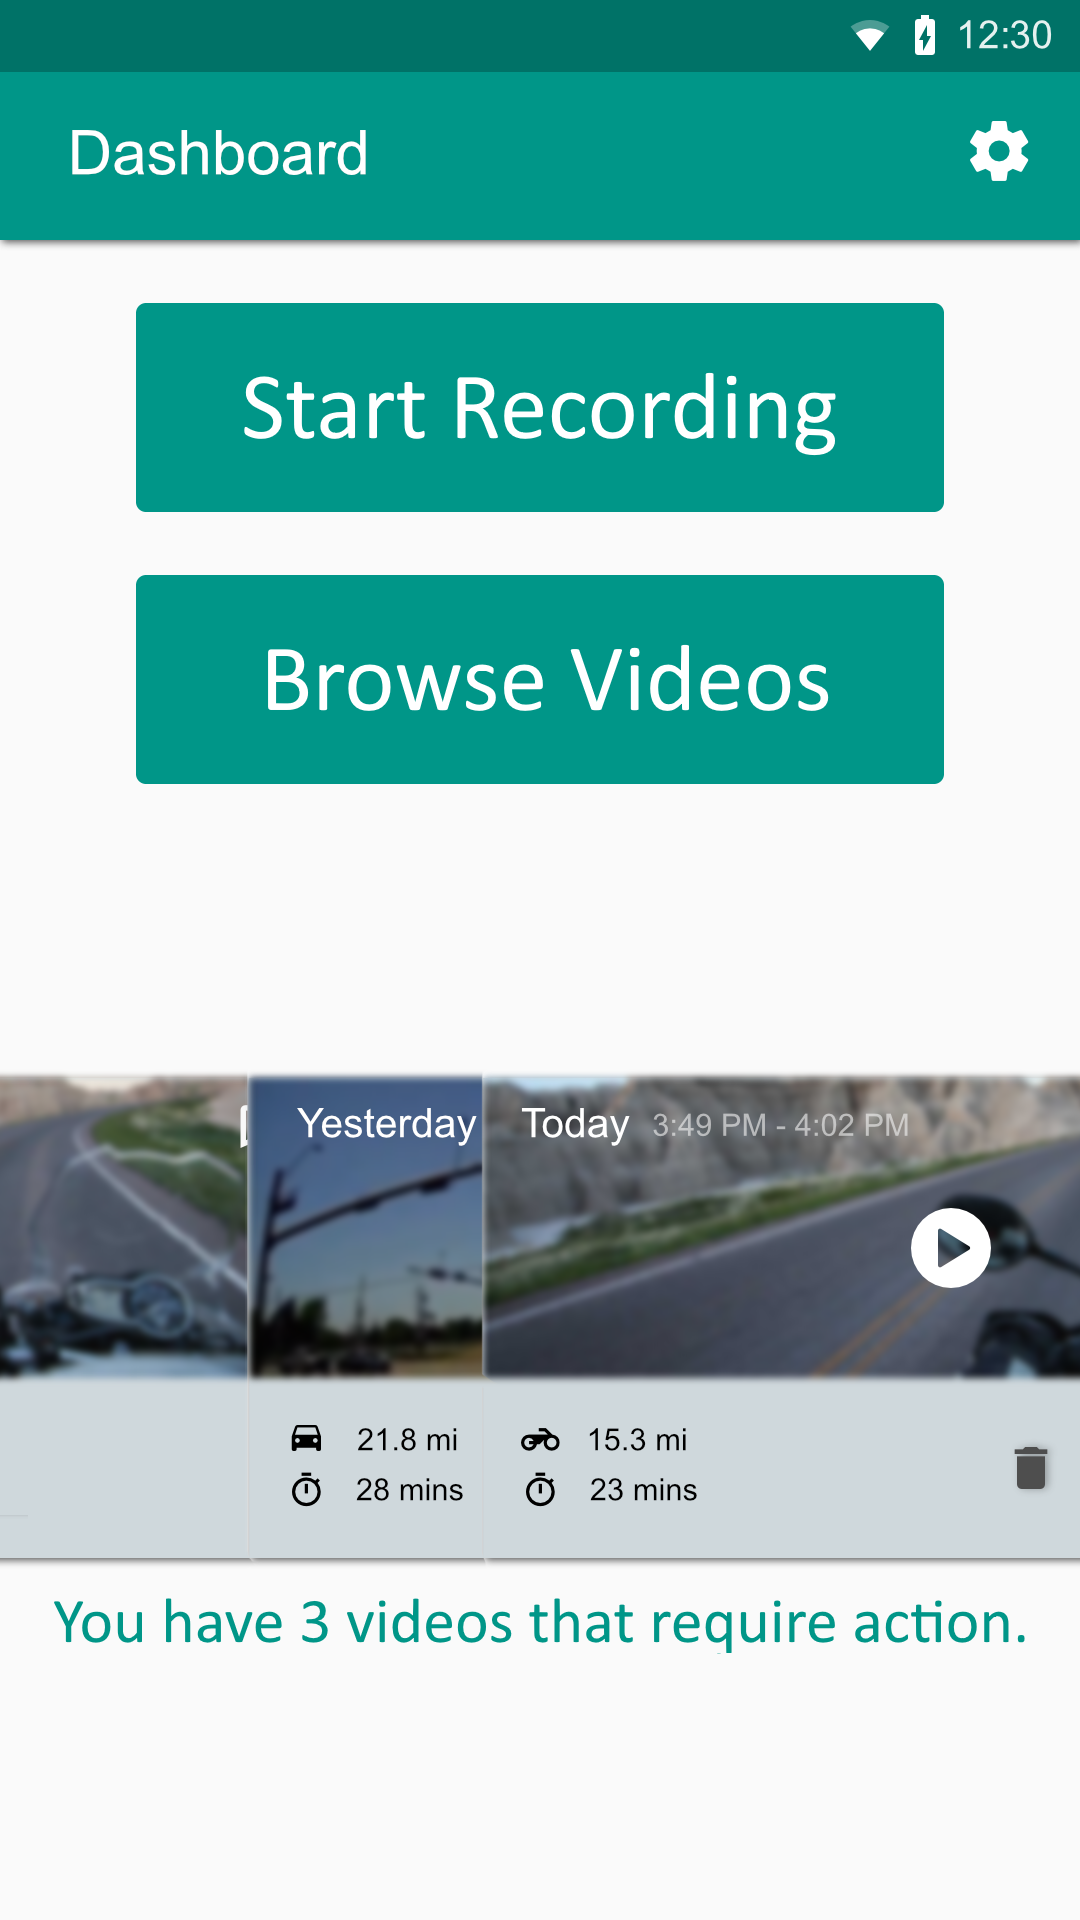 12:30
Dashboard
Start Recording
Browse Videos
Yesterday
Today 3:49 PM - 4:02 PM
21.8 mi
28 mins
15.3 mi
23 mins
You have 3 videos that require action.